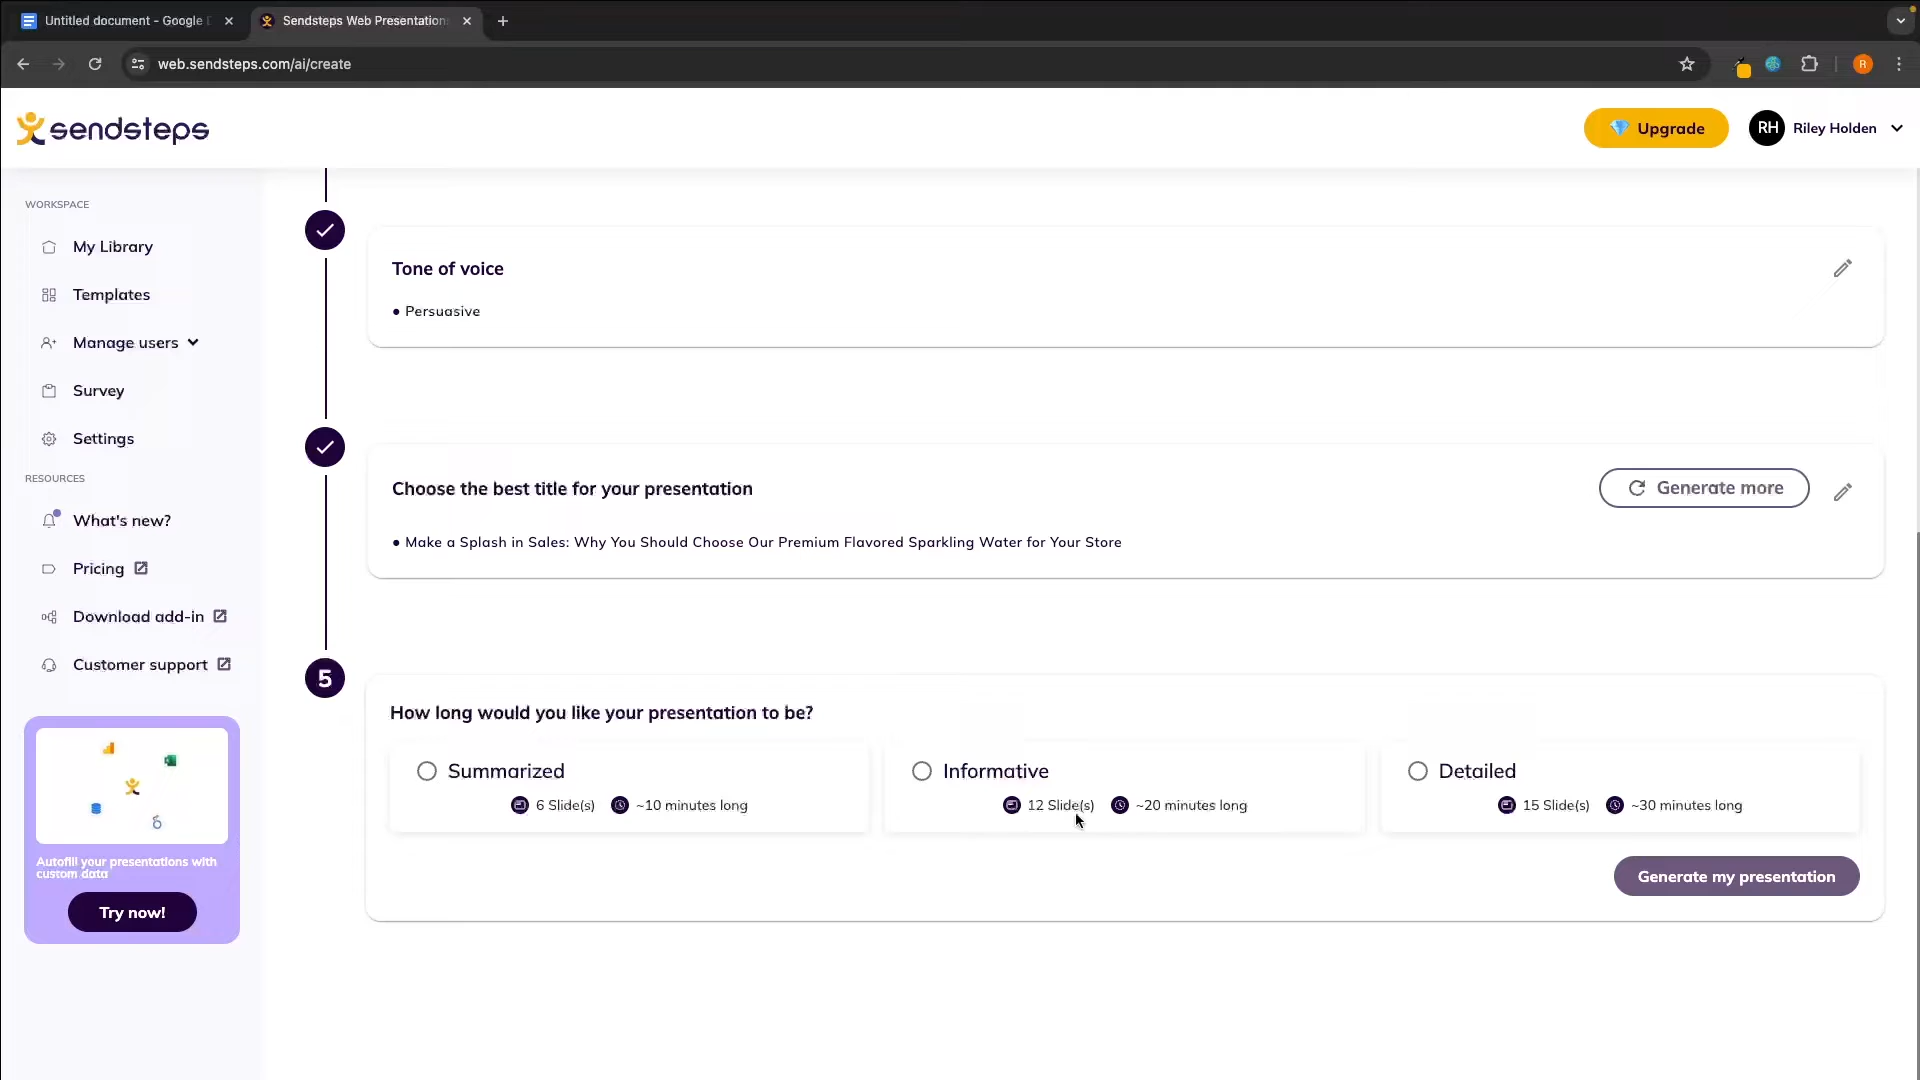 Untitled document - Google
Sendsteps Web Presentation
web.sendsteps.com/ai/create
R
sendsteps
Upgrade
RH
Riley Holden
WORKSPACE
My Library
Templates
Manage users
Survey
Settings
RESOURCES
What's new?
Pricing
Download add-in
Customer support
Autofill your presentations with
custom data
Try now!
Tone of voice
• Persuasive
Choose the best title for your presentation
Generate more
• Make a Splash in Sales: Why You Should Choose Our Premium Flavored Sparkling Water for Your Store
5
How long would you like your presentation to be?
Summarized
6 Slide(s) ~10 minutes long
Informative
12 Slide(s) ~20 minutes long
Detailed
15 Slide(s) ~30 minutes long
Generate my presentation